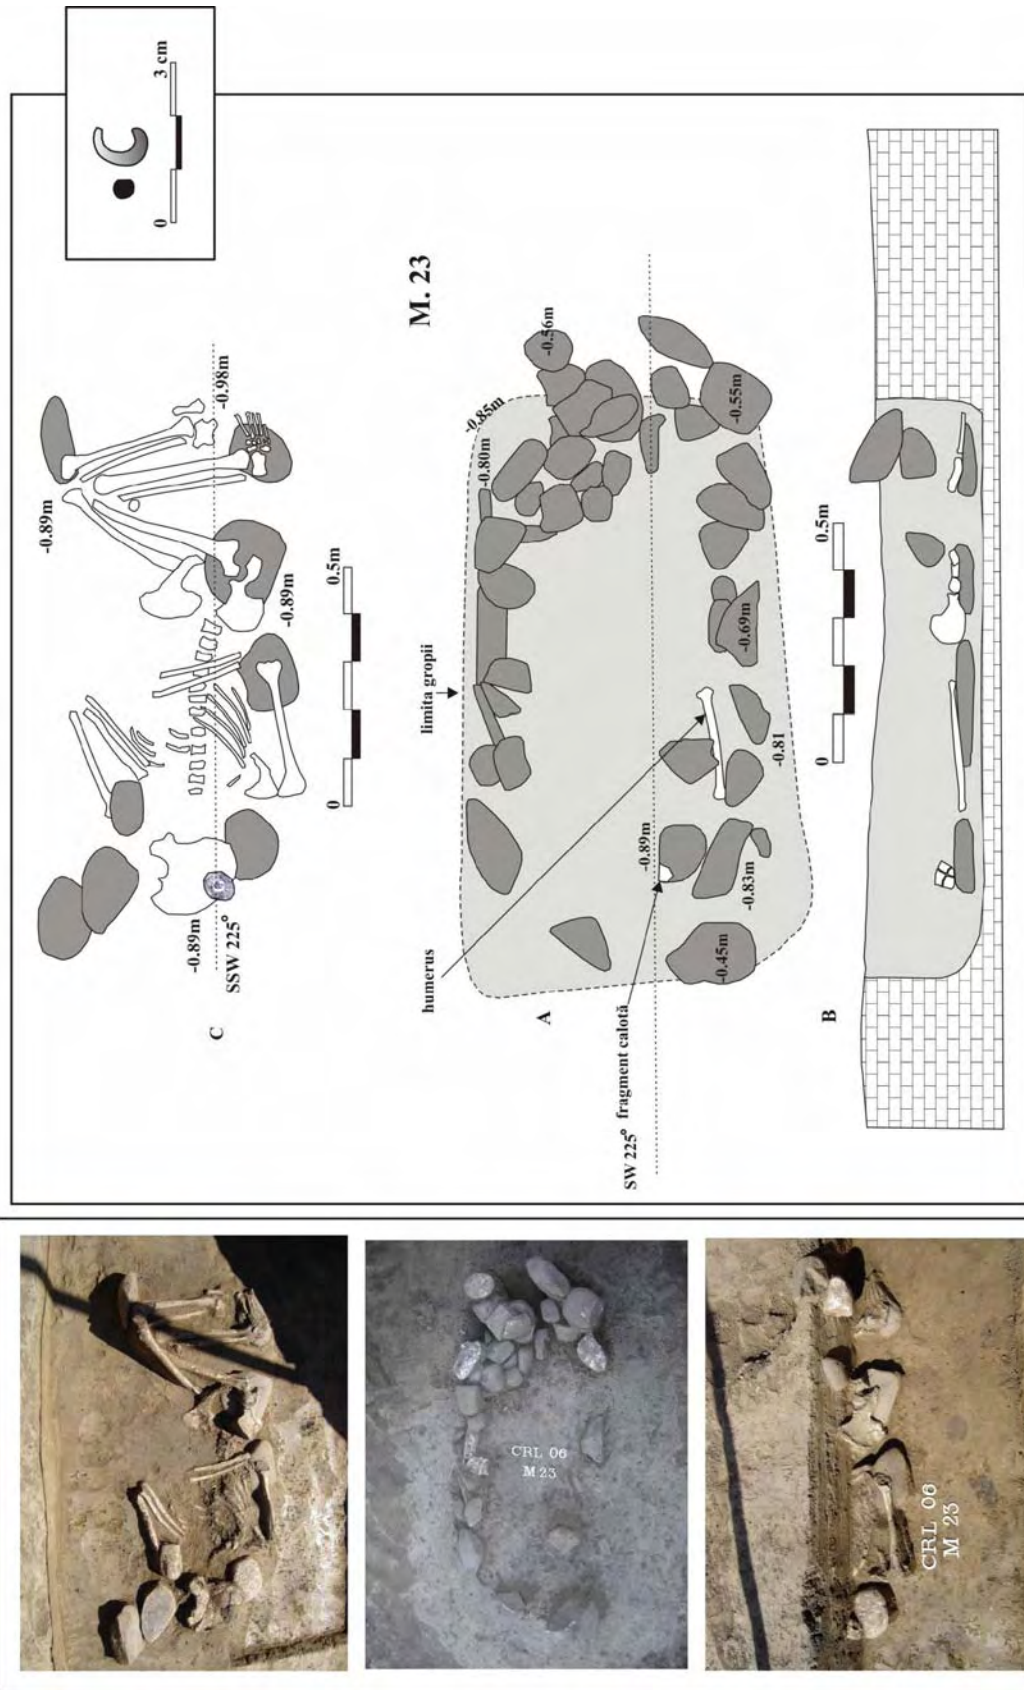 0
3 cm
-0.89m
-0.98m
-0.89m
-0.89m
SSW 225°
C
0
0.5m
M. 23
limita gropii
-0.85m
-0.80m
-0.56m
-0.55m
-0.69m
-0.81
-0.89m
-0.83m
-0.45m
humerus
A
fragment calotă
SW 225°
0
0.5m
B
CRL 06
M 23
CRL 06
M 23